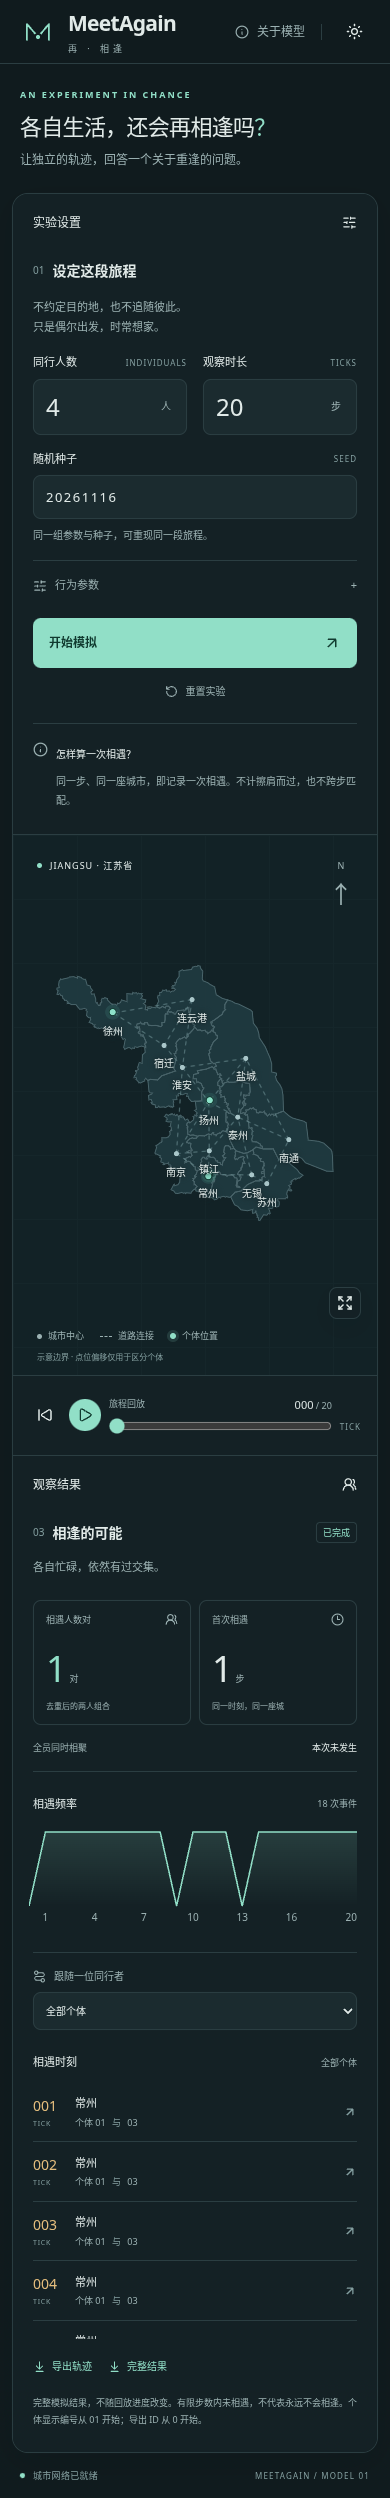 MeetAgain
再 · 相逢
关于模型
AN EXPERIMENT IN CHANCE
各自生活，还会再相逢吗？
让独立的轨迹，回答一个关于重逢的问题。
实验设置
01 设定这段旅程
不约定目的地，也不追随彼此。
只是偶尔出发，时常想家。
同行人数 INDIVIDUALS
4 人
观察时长 TICKS
20 步
随机种子 SEED
20261116
同一组参数与种子，可重现同一段旅程。
行为参数 +
开始模拟
重置实验
怎样算一次相遇？
同一步、同一座城市，即记录一次相遇。不计擦肩而过，也不跨步匹
配。
JIANGSU · 江苏省
N
连云港
徐州
宿迁
盐城
淮安
扬州
泰州
南通
南京
镇江
常州
无锡
苏州
城市中心 道路连接 个体位置
示意边界 · 点位偏移仅用于区分个体
旅程回放 000 / 20
TICK
观察结果
03 相逢的可能 已完成
各自忙碌，依然有过交集。
相遇人数对
1 对
去重后的两人组合
首次相遇
1 步
同一时刻，同一座城
全员同时相聚 本次未发生
相遇频率 18 次事件
1 4 7 10 13 16 20
跟随一位同行者
全部个体
相遇时刻 全部个体
001 常州
TICK 个体 01 与 03
002 常州
TICK 个体 01 与 03
003 常州
TICK 个体 01 与 03
004 常州
TICK 个体 01 与 03
导出轨迹 完整结果
完整模拟结果，不随回放进度改变。有限步数内未相遇，不代表永远不会相逢。个
体显示编号从 01 开始；导出 ID 从 0 开始。
城市网络已就绪 MEETAGAIN / MODEL 01